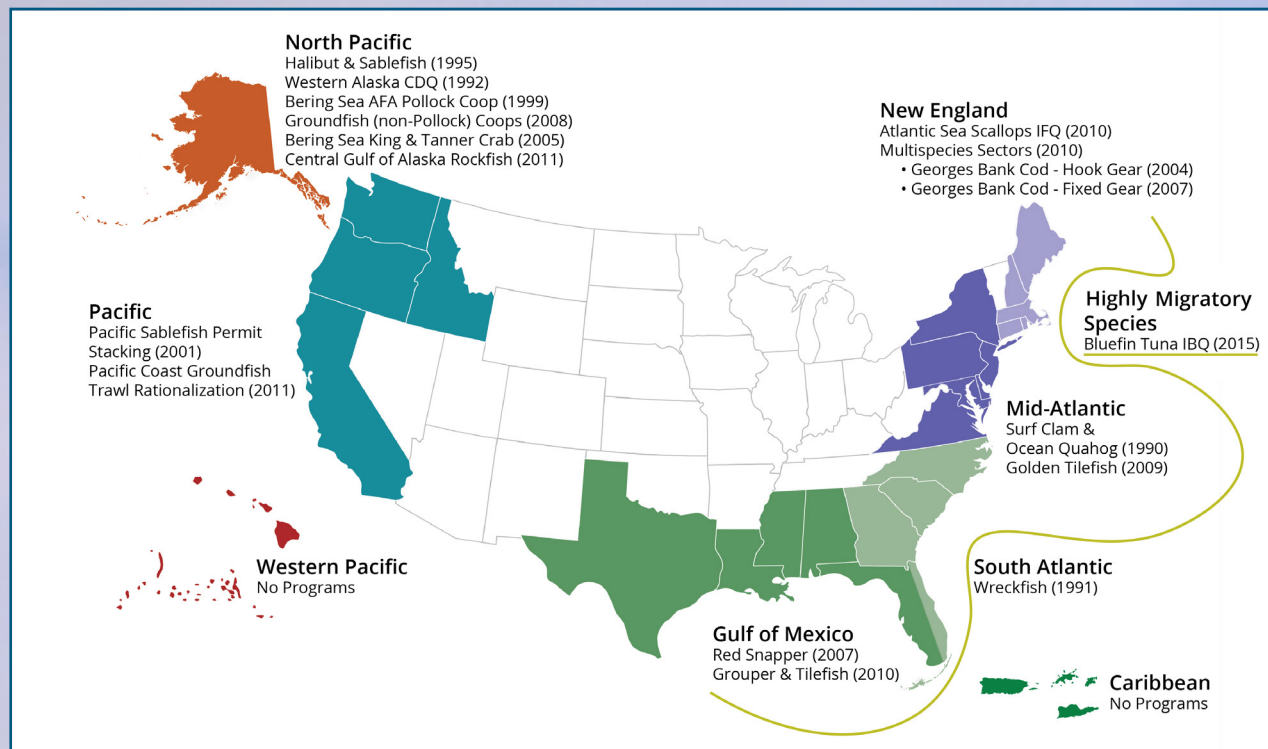 North Pacific
Halibut & Sablefish (1995)
Western Alaska CDQ (1992)
Bering Sea AFA Pollock Coop (1999)
Groundfish (non-Pollock) Coops (2008)
Bering Sea King & Tanner Crab (2005)
Central Gulf of Alaska Rockfish (2011)
New England
Atlantic Sea Scallops IFQ (2010)
Multispecies Sectors (2010)
• Georges Bank Cod - Hook Gear (2004)
• Georges Bank Cod - Fixed Gear (2007)
Highly Migratory
Species
Bluefin Tuna IBQ (2015)
Pacific
Pacific Sablefish Permit
Stacking (2001)
Pacific Coast Groundfish
Trawl Rationalization (2011)
Mid-Atlantic
Surf Clam &
Ocean Quahog (1990)
Golden Tilefish (2009)
Western Pacific
No Programs
South Atlantic
Wreckfish (1991)
Gulf of Mexico
Red Snapper (2007)
Grouper & Tilefish (2010)
Caribbean
No Programs